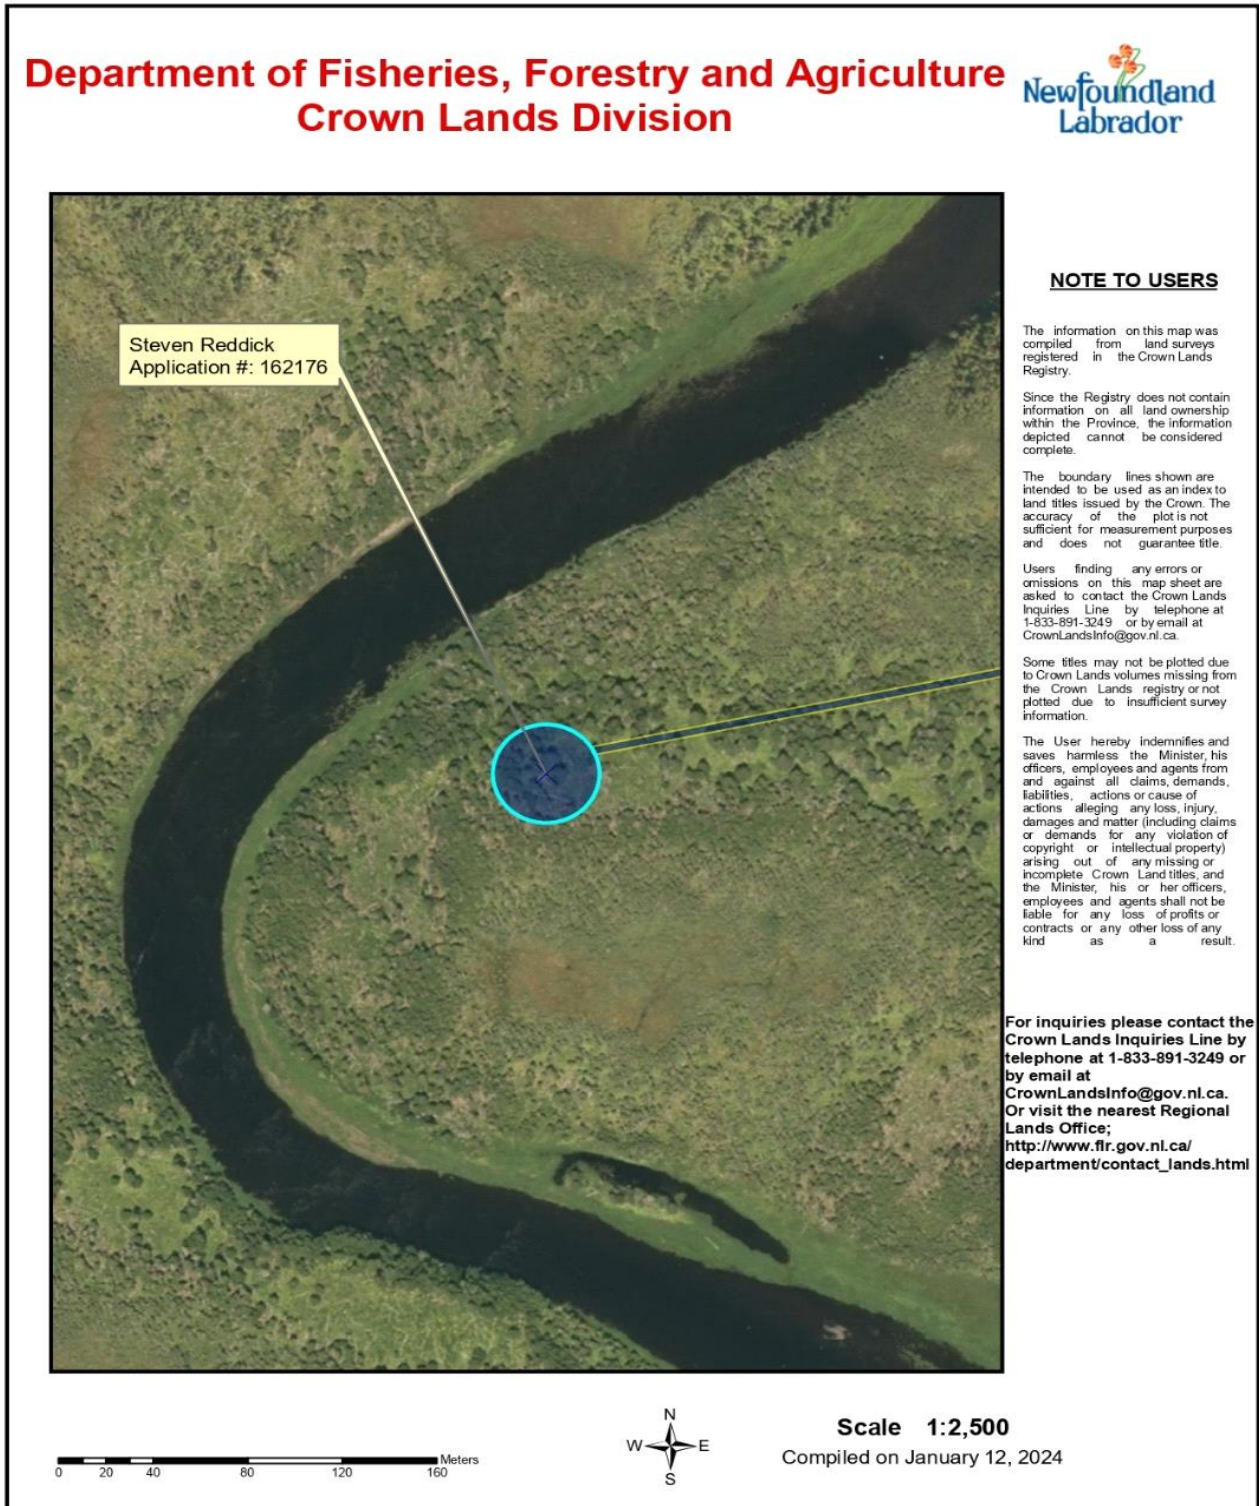 Department of Fisheries, Forestry and Agriculture
Crown Lands Division
Newfoundland
Labrador
Steven Reddick
Application #: 162176
NOTE TO USERS
The information on this map was
compiled from land surveys
registered in the Crown Lands
Registry.
Since the Registry does not contain
information on all land ownership
within the Province, the information
depicted cannot be considered
complete.
The boundary lines shown are
intended to be used as an index to
land titles issued by the Crown. The
accuracy of the plot is not
sufficient for measurement purposes
and does not guarantee title.
Users finding any errors or
omissions on this map sheet are
asked to contact the Crown Lands
Inquiries Line by telephone at
1-833-891-3249 or by email at
CrownLandsInfo@gov.nl.ca.
Some titles may not be plotted due
to Crown Lands volumes missing from
the Crown Lands registry or not
plotted due to insufficient survey
information.
The User hereby indemnifies and
saves harmless the Minister, his
officers, employees and agents from
and against all claims, demands,
liabilities, actions or cause of
actions alleging any loss, injury,
damages and matter (including claims
or demands for any violation of
copyright or intellectual property)
arising out of any missing or
incomplete Crown Land titles, and
the Minister, his or her officers,
employees and agents shall not be
liable for any loss of profits or
contracts or any other loss of any
kind as a result.
For inquiries please contact the
Crown Lands Inquiries Line by
telephone at 1-833-891-3249 or
by email at
CrownLandsInfo@gov.nl.ca.
Or visit the nearest Regional
Lands Office;
http://www.flr.gov.nl.ca/
department/contact_lands.html
N
W E
S
Scale 1:2,500
Compiled on January 12, 2024
Meters
0 20 40 80 120 160